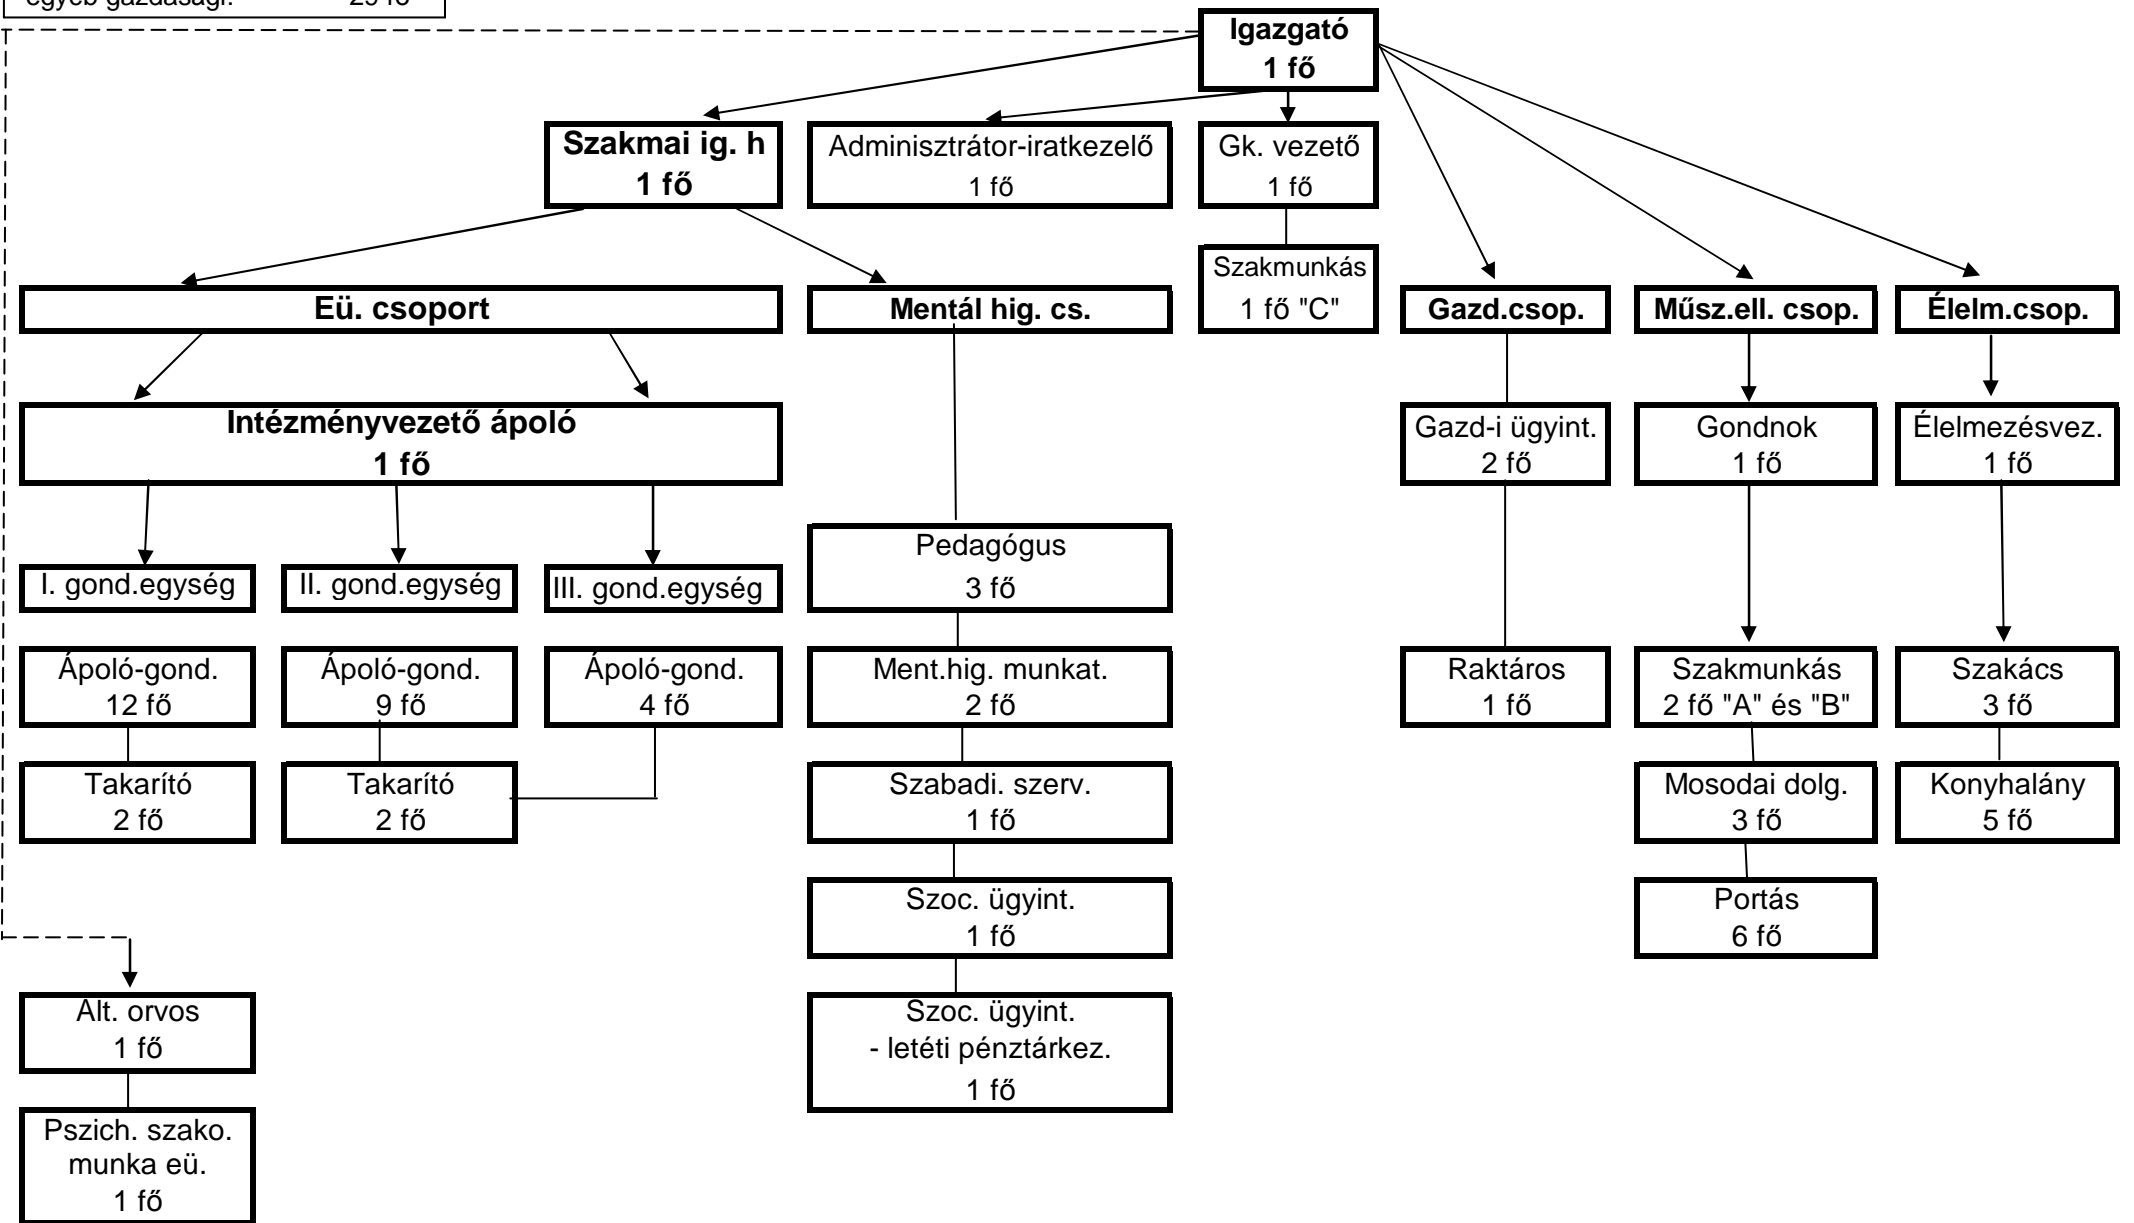 egyéb gazdasági: 29 fő
Igazgató
1 fő
Szakmai ig. h
1 fő
Adminisztrátor-iratkezelő
1 fő
Gk. vezető
1 fő
Szakmunkás
1 fő "C"
Eü. csoport
Mentál hig. cs.
Gazd.csop.
Műsz.ell. csop.
Élelm.csop.
Intézményvezető ápoló
1 fő
Gazd-i ügyint.
2 fő
Gondnok
1 fő
Élelmezésvez.
1 fő
I. gond.egység
II. gond.egység
III. gond.egység
Pedagógus
3 fő
Ápoló-gond.
12 fő
Ápoló-gond.
9 fő
Ápoló-gond.
4 fő
Ment.hig. munkat.
2 fő
Raktáros
1 fő
Szakmunkás
2 fő "A" és "B"
Szakács
3 fő
Takarító
2 fő
Takarító
2 fő
Szabadi. szerv.
1 fő
Mosodai dolg.
3 fő
Konyhalány
5 fő
Szoc. ügyint.
1 fő
Portás
6 fő
Ált. orvos
1 fő
Szoc. ügyint.
- letéti pénztárkez.
1 fő
Pszich. szako.
munka eü.
1 fő